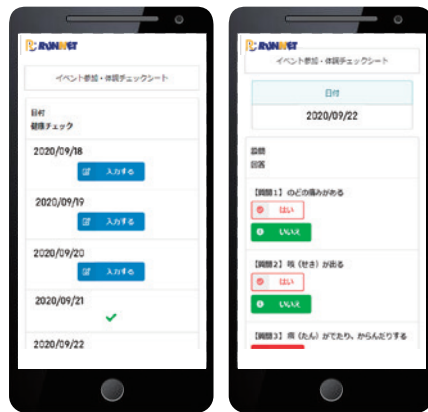 RUNNET
イベント参加・体調チェックシート
日付
健康チェック
2020/09/18
入力する
2020/09/19
入力する
2020/09/20
入力する
2020/09/21
2020/09/22
RUNNET
イベント参加・体調チェックシート
日付
2020/09/22
設問
回答
【質問1】のどの痛みがある
はい
いいえ
【質問2】咳（せき）が出る
はい
いいえ
【質問3】痰（たん）がでたり、からんだりする